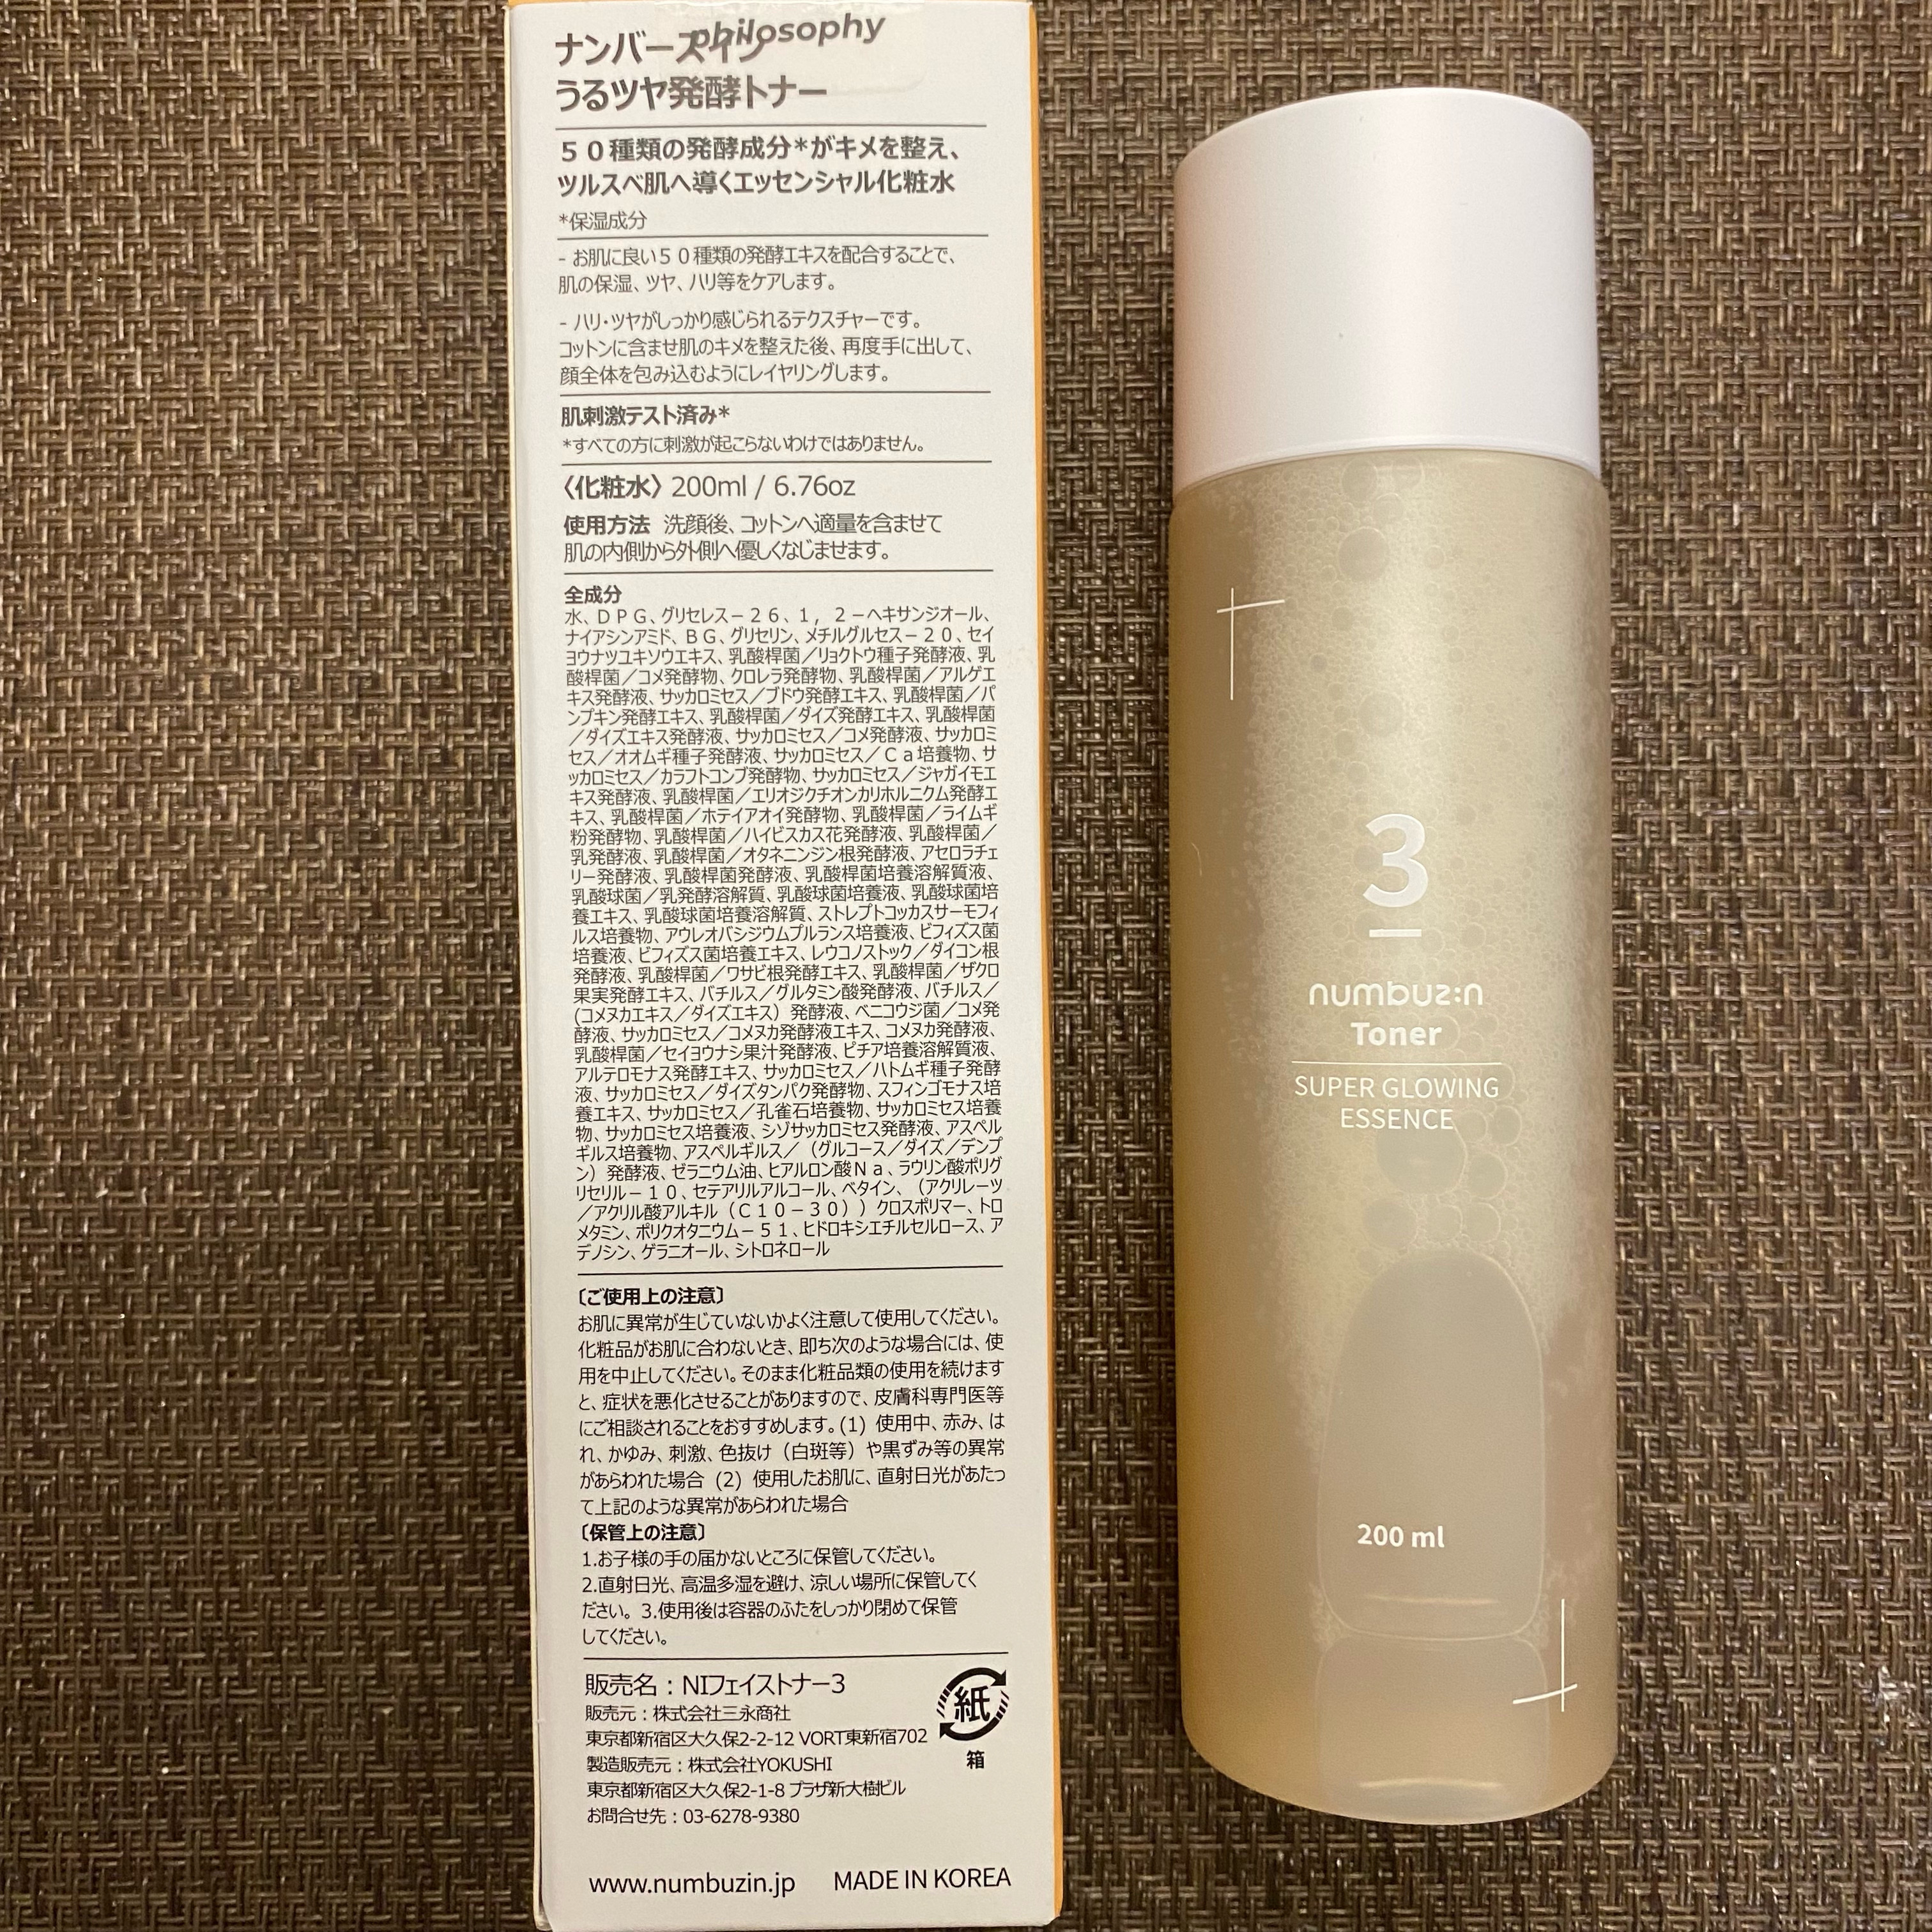 philosophy
ナンバーズイン
うるツヤ発酵トナー
５０種類の発酵成分*がキメを整え、
ツルスベ肌へ導くエッセンシャル化粧水
*保湿成分
- お肌に良い５０種類の発酵エキスを配合することで、
肌の保湿、ツヤ、ハリ等をケアします。
- ハリ・ツヤがしっかり感じられるテクスチャーです。
コットンに含ませ肌のキメを整えた後、再度手に出して、
顔全体を包み込むようにレイヤリングします。
肌刺激テスト済み*
*すべての方に刺激が起こらないわけではありません。
〈化粧水〉 200ml / 6.76oz
使用方法 洗顔後、コットンへ適量を含ませて
肌の内側から外側へ優しくなじませます。
全成分
水、ＤＰＧ、グリセレス－２６、１，２－ヘキサンジオール、
ナイアシンアミド、ＢＧ、グリセリン、メチルグルセス－２０、セイ
ヨウナツユキソウエキス、乳酸桿菌／リョクトウ種子発酵液、乳
酸桿菌／コメ発酵物、クロレラ発酵物、乳酸桿菌／アルゲエ
キス発酵液、サッカロミセス／ブドウ発酵エキス、乳酸桿菌／パ
ンプキン発酵エキス、乳酸桿菌／ダイズ発酵エキス、乳酸桿菌
／ダイズエキス発酵液、サッカロミセス／コメ発酵液、サッカロミ
セス／オオムギ種子発酵液、サッカロミセス／Ｃａ培養物、サ
ッカロミセス／カラフトコンブ発酵物、サッカロミセス／ジャガイモエ
キス発酵液、乳酸桿菌／エリオジクチオンカリホルニクム発酵エ
キス、乳酸桿菌／ホテイアオイ発酵物、乳酸桿菌／ライムギ
粉発酵物、乳酸桿菌／ハイビスカス花発酵液、乳酸桿菌／
乳発酵液、乳酸桿菌／オタネニンジン根発酵液、アセロラチェ
リー発酵液、乳酸桿菌発酵液、乳酸桿菌培養溶解質液、
乳酸球菌／乳発酵溶解質、乳酸球菌培養液、乳酸球菌培
養エキス、乳酸球菌培養溶解質、ストレプトコッカスサーモフィ
ルス培養物、アウレオバシジウムプルランス培養液、ビフィズス菌
培養液、ビフィズス菌培養エキス、レウコノストック／ダイコン根
発酵液、乳酸桿菌／ワサビ根発酵エキス、乳酸桿菌／ザクロ
果実発酵エキス、バチルス／グルタミン酸発酵液、バチルス／
(コメヌカエキス／ダイズエキス）発酵液、ベニコウジ菌／コメ発
酵液、サッカロミセス／コメヌカ発酵液エキス、コメヌカ発酵液、
乳酸桿菌／セイヨウナシ果汁発酵液、ピチア培養溶解質液、
アルテロモナス発酵エキス、サッカロミセス／ハトムギ種子発酵
液、サッカロミセス／ダイズタンパク発酵物、スフィンゴモナス培
養エキス、サッカロミセス／孔雀石培養物、サッカロミセス培養
物、サッカロミセス培養液、シゾサッカロミセス発酵液、アスペル
ギルス培養物、アスペルギルス／（グルコース／ダイズ／デンプ
ン）発酵液、ゼラニウム油、ヒアルロン酸Ｎａ、ラウリン酸ポリグ
リセリル－１０、セテアリルアルコール、ベタイン、（アクリレーツ
／アクリル酸アルキル（Ｃ１０－３０））クロスポリマー、トロ
メタミン、ポリクオタニウム－５１、ヒドロキシエチルセルロース、ア
デノシン、ゲラニオール、シトロネロール
〔ご使用上の注意〕
お肌に異常が生じていないかよく注意して使用してください。
化粧品がお肌に合わないとき、即ち次のような場合には、使
用を中止してください。そのまま化粧品類の使用を続けます
と、症状を悪化させることがありますので、皮膚科専門医等
にご相談されることをおすすめします。(1) 使用中、赤み、は
れ、かゆみ、刺激、色抜け（白斑等）や黒ずみ等の異常
があらわれた場合 (2) 使用したお肌に、直射日光があたっ
て上記のような異常があらわれた場合
〔保管上の注意〕
1.お子様の手の届かないところに保管してください。
2.直射日光、高温多湿を避け、涼しい場所に保管してく
ださい。 3.使用後は容器のふたをしっかり閉めて保管
してください。
販売名：NIフェイストナー3
販売元：株式会社三永商社
東京都新宿区大久保2-2-12 VORT東新宿702
製造販売元：株式会社YOKUSHI
東京都新宿区大久保2-1-8 プラザ新大樹ビル
お問合せ先：03-6278-9380
紙
箱
www.numbuzin.jp MADE IN KOREA
3
numbuz:n
Toner
SUPER GLOWING
ESSENCE
200 ml